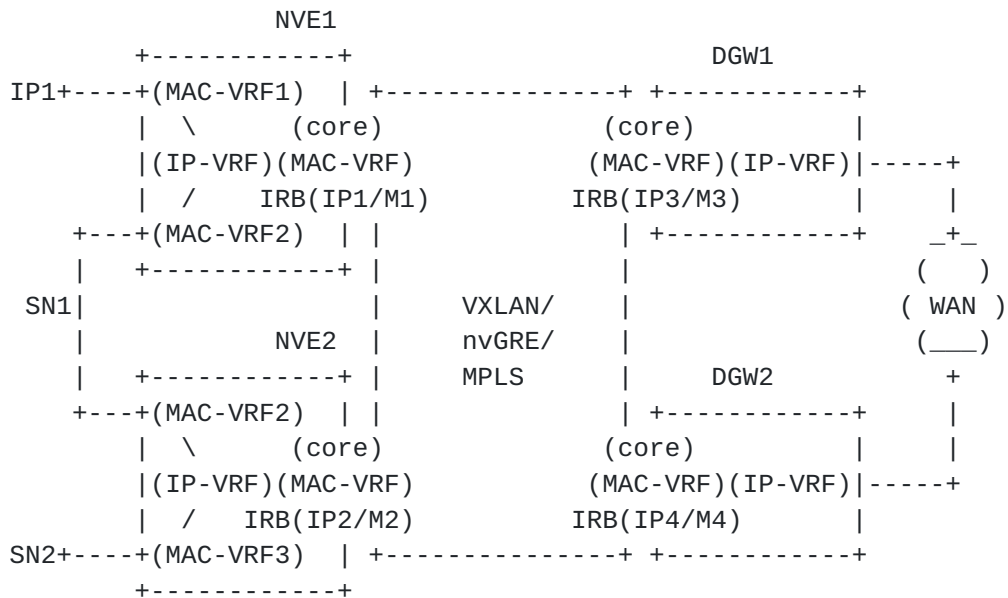 NVE1
         +------------+                       DGW1
IP1+----+(MAC-VRF1)  | +---------------+ +------------+
        |  \      (core)              (core)          |
        |(IP-VRF)(MAC-VRF)           (MAC-VRF)(IP-VRF)|-----+
        |  /    IRB(IP1/M1)         IRB(IP3/M3)       |     |
    +---+(MAC-VRF2)  | |               | +------------+    _+_
    |   +------------+ |               |                  (   )
 SN1|                  |     VXLAN/    |                 ( WAN )
    |            NVE2  |     nvGRE/    |                  (___)
    |   +------------+ |     MPLS      |     DGW2           +
    +---+(MAC-VRF2)  | |               | +------------+     |
        |  \      (core)              (core)          |     |
        |(IP-VRF)(MAC-VRF)           (MAC-VRF)(IP-VRF)|-----+
        |  /   IRB(IP2/M2)          IRB(IP4/M4)       |
SN2+----+(MAC-VRF3)  | +---------------+ +------------+
        +------------+